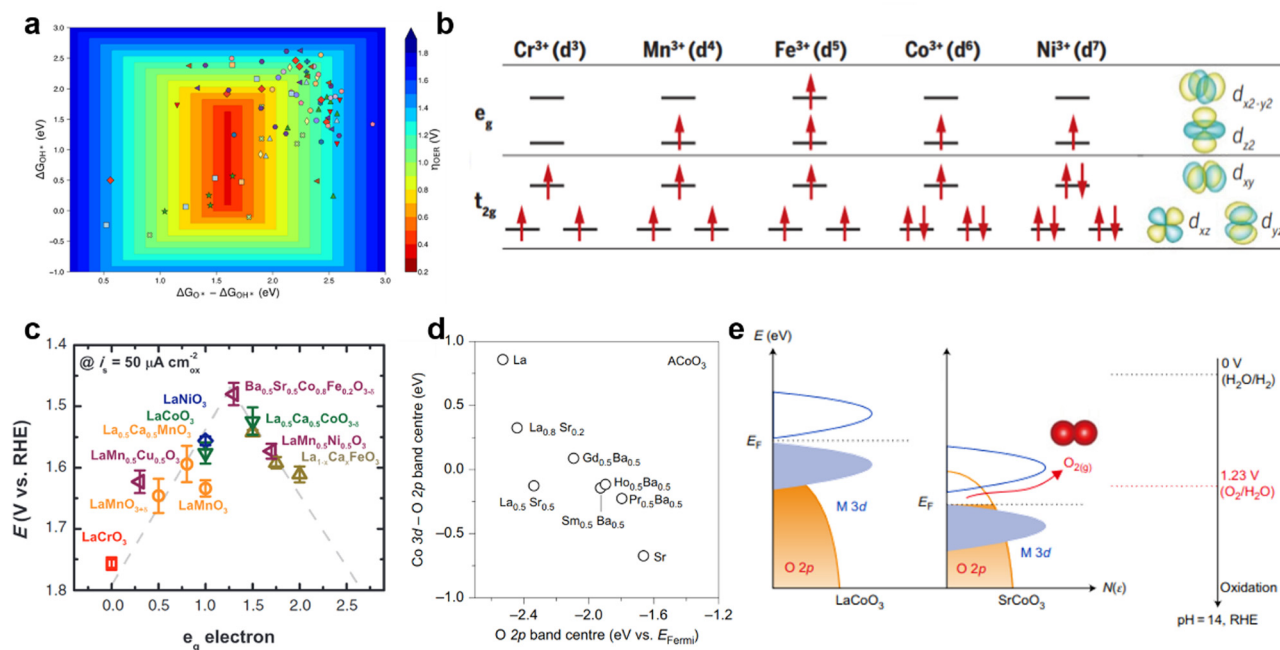 a
ΔG_OH* (eV)
3.0
2.5
2.0
1.5
1.0
0.5
0.0
−0.5
−1.0
0.5 1.0 1.5 2.0 2.5 3.0
ΔG_O* − ΔG_OH* (eV)
1.8
1.6
1.4
1.2
1.0
0.8
0.6
0.4
0.2
η_OER (V)
b
Cr³⁺ (d³) Mn³⁺ (d⁴) Fe³⁺ (d⁵) Co³⁺ (d⁶) Ni³⁺ (d⁷)
e_g
d_x2-y2
d_z2
t_2g
d_xy
d_xz d_yz
c
@ i_s = 50 μA cm⁻²_ox
E (V vs. RHE)
1.4
1.5
1.6
1.7
1.8
Ba₀.₅Sr₀.₅Co₀.₈Fe₀.₂O₃₋δ
LaNiO₃
LaCoO₃
La₀.₅Ca₀.₅CoO₃₋δ
La₀.₅Ca₀.₅MnO₃
LaMn₀.₅Ni₀.₅O₃
LaMn₀.₅Cu₀.₅O₃
La₁₋ₓCaₓFeO₃
LaMnO₃₊δ
LaMnO₃
LaCrO₃
0.0 0.5 1.0 1.5 2.0 2.5
e_g electron
d
Co 3d – O 2p band centre (eV)
1.0
0.5
0.0
−0.5
−1.0
La
ACoO₃
La₀.₈ Sr₀.₂
Gd₀.₅Ba₀.₅
Ho₀.₅Ba₀.₅
La₀.₅ Sr₀.₅
Pr₀.₅Ba₀.₅
Sm₀.₅ Ba₀.₅
Sr
−2.4 −2.0 −1.6 −1.2
O 2p band centre (eV vs. E_Fermi)
e
E (eV)
0 V
(H₂O/H₂)
E_F
O₂(g)
1.23 V
(O₂/H₂O)
E_F
M 3d
M 3d
O 2p
O 2p
N(ε)
LaCoO₃
SrCoO₃
Oxidation
pH = 14, RHE